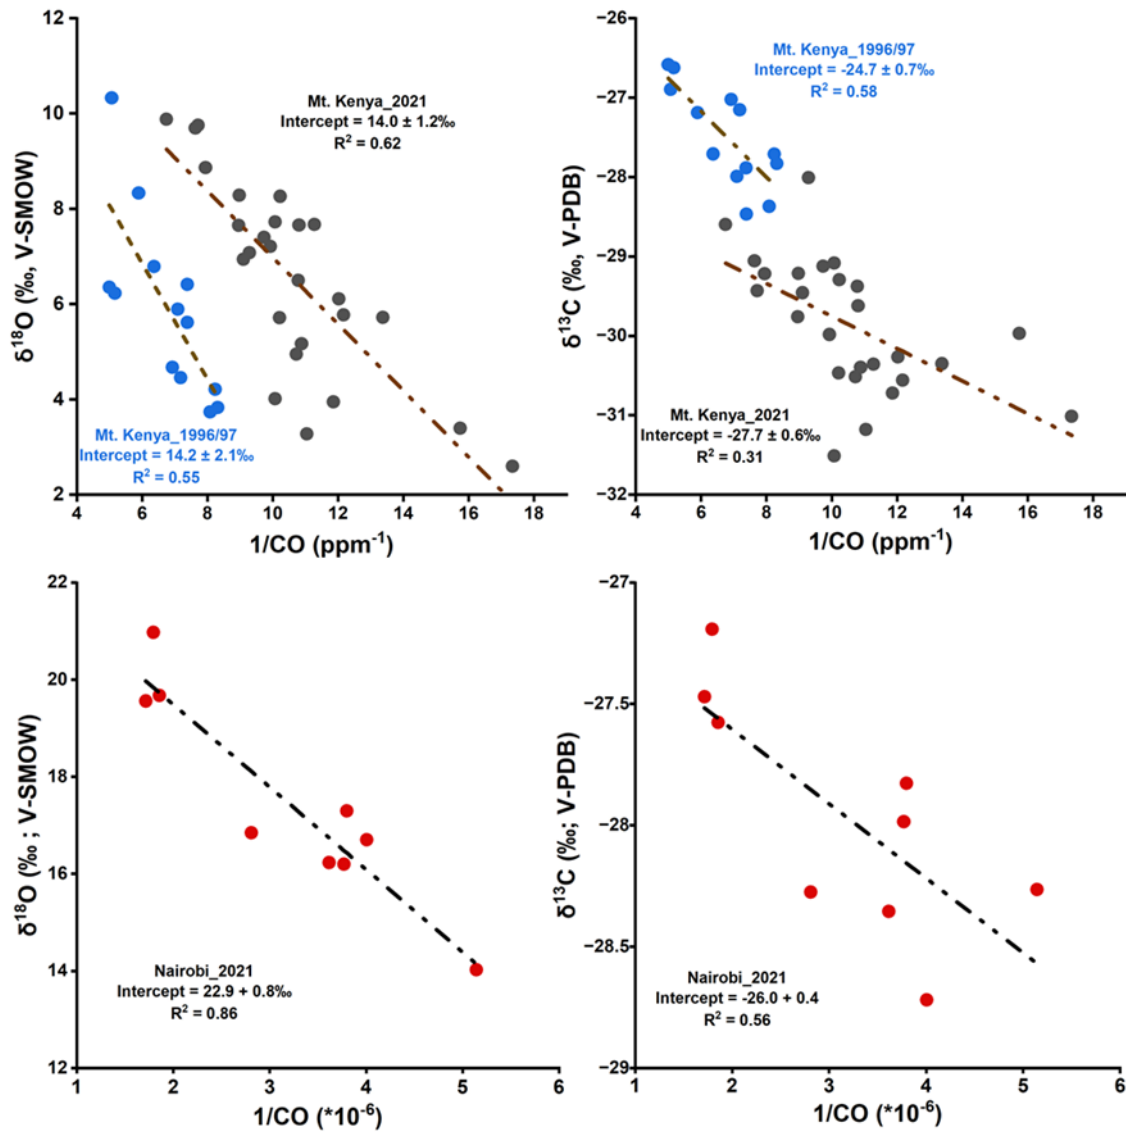 δ¹⁸O (‰, V-SMOW)
12
10
8
6
4
2
Mt. Kenya_2021
Intercept = 14.0 ± 1.2‰
R² = 0.62
Mt. Kenya_1996/97
Intercept = 14.2 ± 2.1‰
R² = 0.55
4 6 8 10 12 14 16 18
1/CO (ppm⁻¹)
δ¹³C (‰, V-PDB)
−26
−27
−28
−29
−30
−31
−32
Mt. Kenya_1996/97
Intercept = -24.7 ± 0.7‰
R² = 0.58
Mt. Kenya_2021
Intercept = -27.7 ± 0.6‰
R² = 0.31
4 6 8 10 12 14 16 18
1/CO (ppm⁻¹)
δ¹⁸O (‰ ; V-SMOW)
22
20
18
16
14
12
Nairobi_2021
Intercept = 22.9 + 0.8‰
R² = 0.86
1 2 3 4 5 6
1/CO (*10⁻⁶)
δ¹³C (‰; V-PDB)
−27
−27.5
−28
−28.5
−29
Nairobi_2021
Intercept = -26.0 + 0.4
R² = 0.56
1 2 3 4 5 6
1/CO (*10⁻⁶)